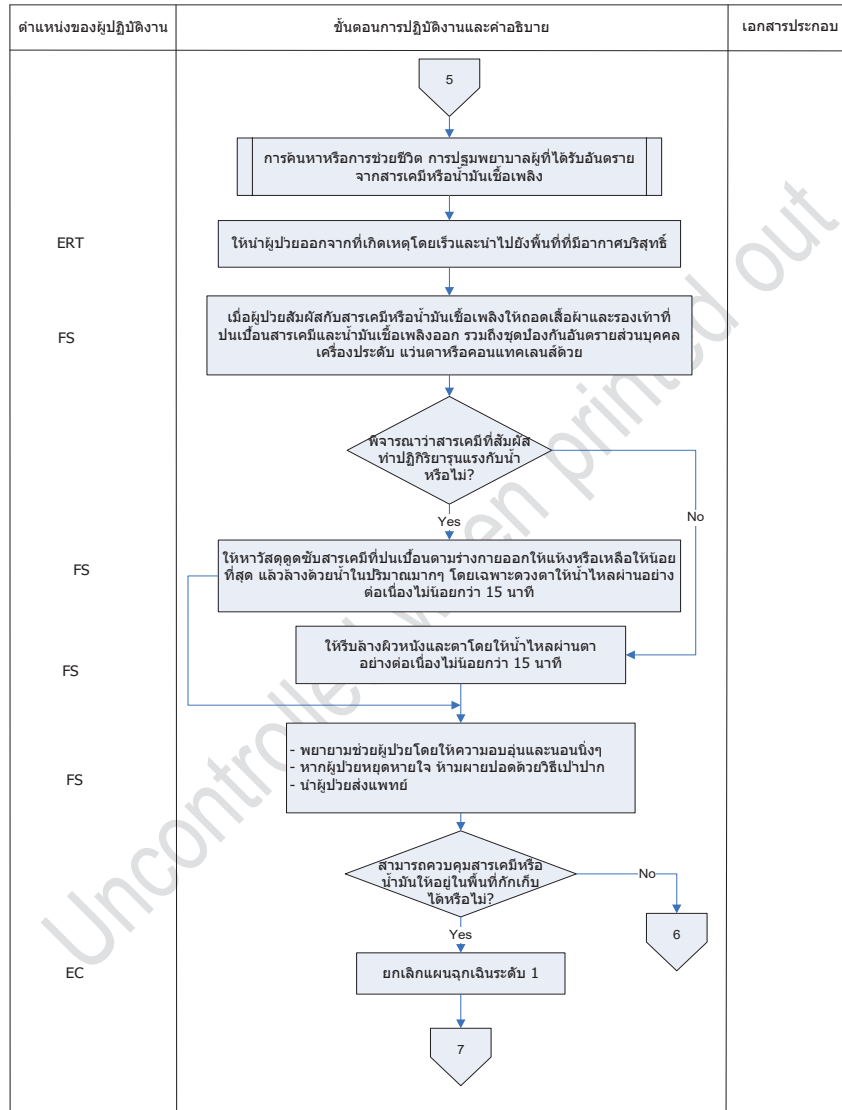 ตำแหน่งของผู้ปฏิบัติงาน
ขั้นตอนการปฏิบัติงานและคำอธิบาย
เอกสารประกอบ
5
การค้นหาหรือการช่วยชีวิต การปฐมพยาบาลผู้ที่ได้รับอันตราย
จากสารเคมีหรือน้ำมันเชื้อเพลิง
ERT
ให้นำผู้ป่วยออกจากที่เกิดเหตุโดยเร็วและนำไปยังพื้นที่ที่มีอากาศบริสุทธิ์
เมื่อผู้ป่วยสัมผัสกับสารเคมีหรือน้ำมันเชื้อเพลิงให้ถอดเสื้อผ้าและรองเท้าที่
FS
ปนเปื้อนสารเคมีและน้ำมันเชื้อเพลิงออก รวมถึงชุดป้องกันอันตรายส่วนบุคคล
เครื่องประดับ แว่นตาหรือคอนแทคเลนส์ด้วย
พิจารณาว่าสารเคมีที่สัมผัส
ทำปฏิกิริยารุนแรงกับน้ำ
หรือไม่?
Yes
No
FS
ให้หาวัสดุดูดซับสารเคมีที่ปนเปื้อนตามร่างกายออกให้แห้งหรือเหลือให้น้อย
ที่สุด แล้วล้างด้วยน้ำในปริมาณมากๆ โดยเฉพาะดวงตาให้น้ำไหลผ่านอย่าง
ต่อเนื่องไม่น้อยกว่า 15 นาที
FS
ให้รีบล้างผิวหนังและตาโดยให้น้ำไหลผ่านตา
อย่างต่อเนื่องไม่น้อยกว่า 15 นาที
FS
- พยายามช่วยผู้ป่วยโดยให้ความอบอุ่นและนอนนิ่งๆ
- หากผู้ป่วยหยุดหายใจ ห้ามผายปอดด้วยวิธีเป่าปาก
- นำผู้ป่วยส่งแพทย์
สามารถควบคุมสารเคมีหรือ
น้ำมันให้อยู่ในพื้นที่กักเก็บ
ได้หรือไม่?
No
6
Yes
EC
ยกเลิกแผนฉุกเฉินระดับ 1
7
Uncontrolled when printed out